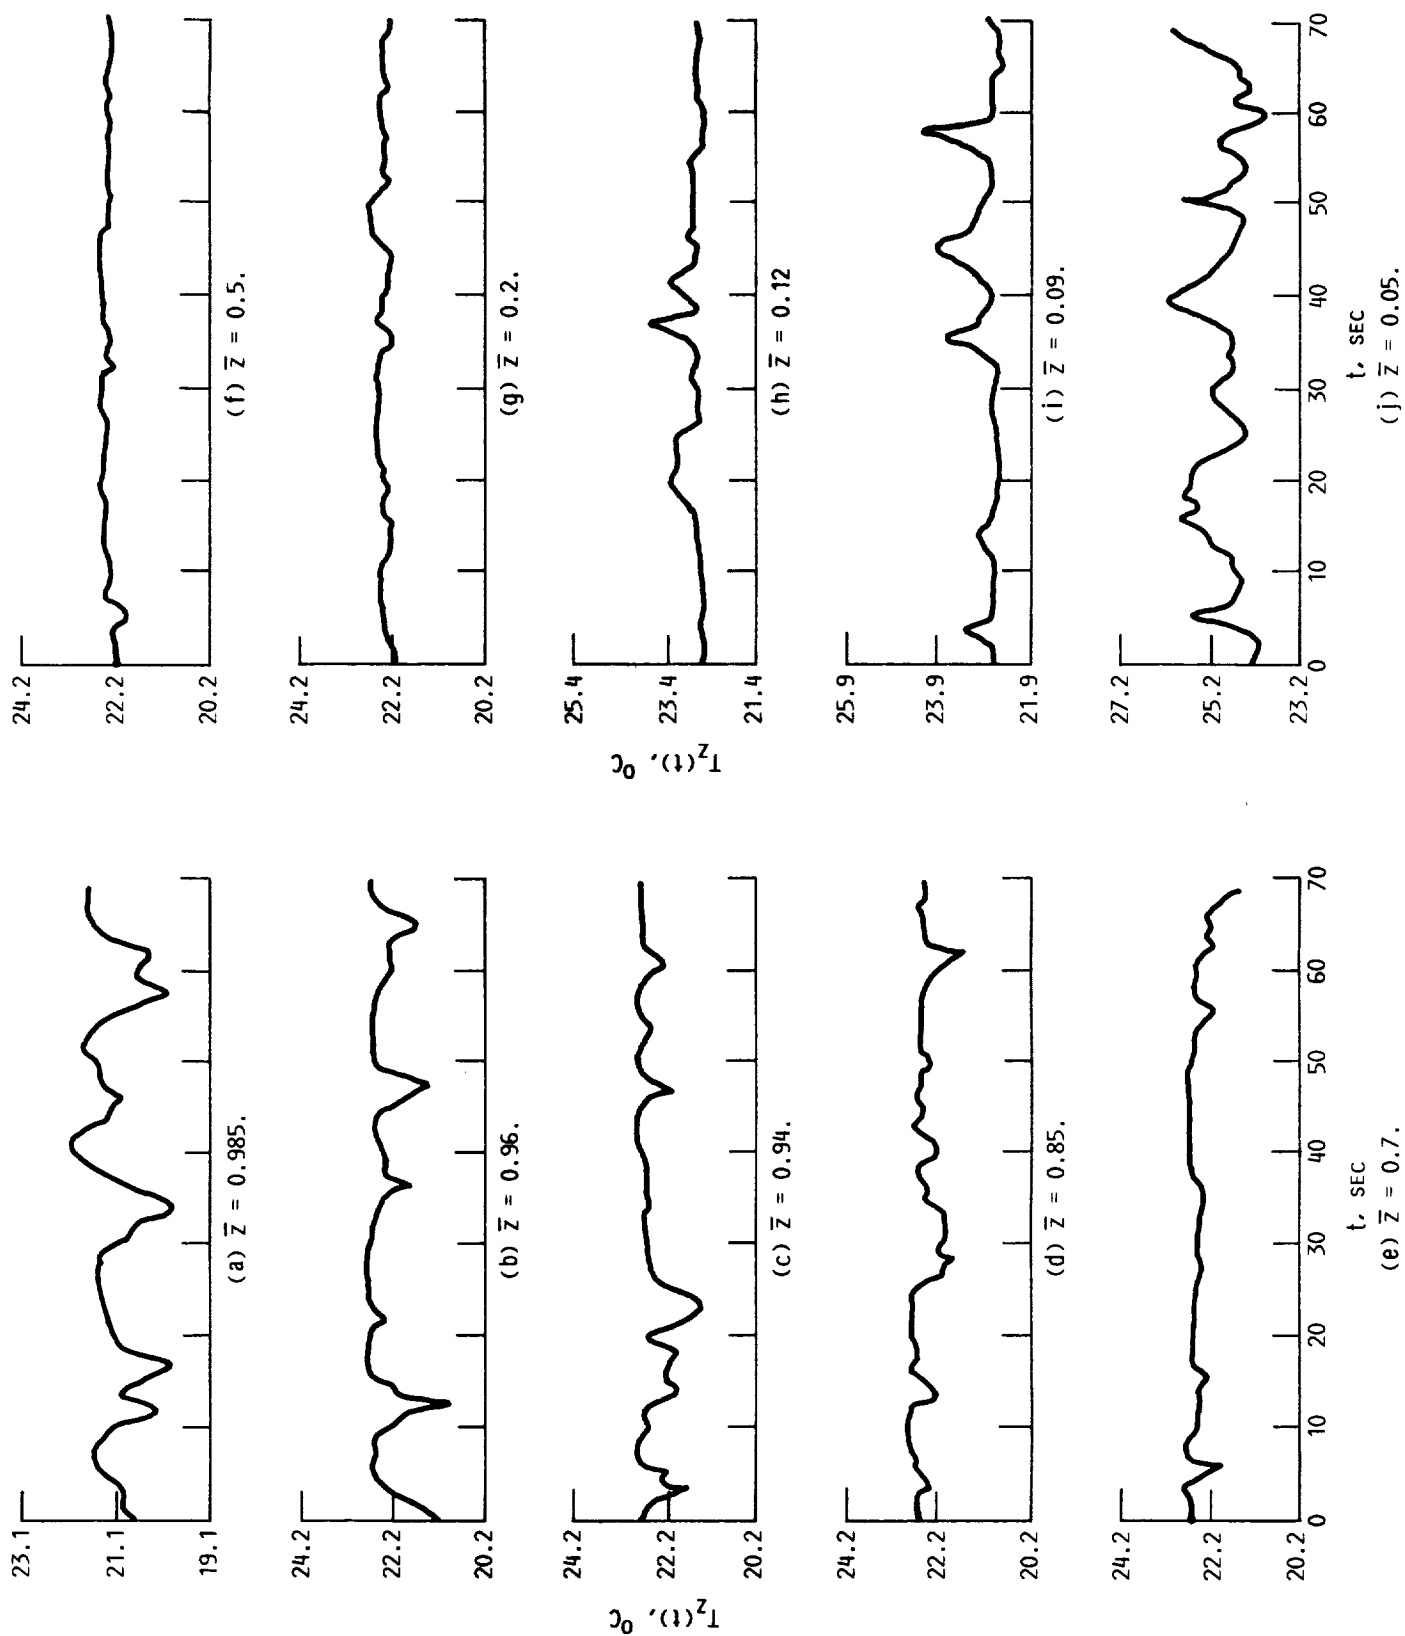 23.1
21.1
19.1
(a) z̅ = 0.985.
24.2
22.2
20.2
(b) z̅ = 0.96.
T_z(t), °C
24.2
22.2
20.2
(c) z̅ = 0.94.
24.2
22.2
20.2
(d) z̅ = 0.85.
24.2
22.2
20.2
0 10 20 30 40 50 60 70
t, SEC
(e) z̅ = 0.7.
24.2
22.2
20.2
(f) z̅ = 0.5.
24.2
22.2
20.2
(g) z̅ = 0.2.
T_z(t), °C
25.4
23.4
21.4
(h) z̅ = 0.12
25.9
23.9
21.9
(i) z̅ = 0.09.
27.2
25.2
23.2
0 10 20 30 40 50 60 70
t, SEC
(j) z̅ = 0.05.